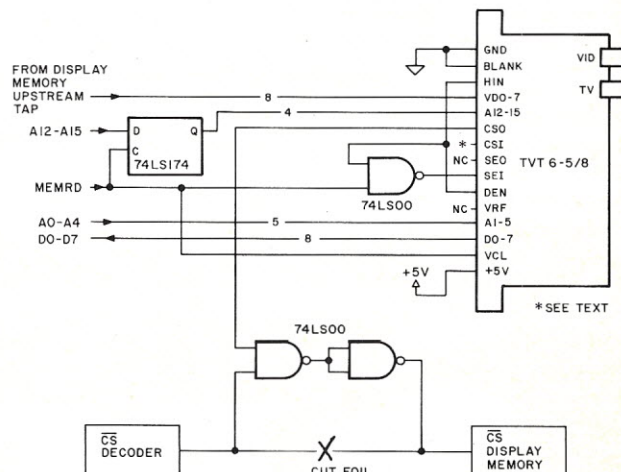 FROM DISPLAY
MEMORY
UPSTREAM
TAP
A12-A15
D Q
C
74LS174
MEMRD
A0-A4
D0-D7
8
4
5
8
74LS00
+5V
*
NC
NC
GND
BLANK
HIN
VD0-7
A12-15
CSO
CSI
SEO
SEI
DEN
VRF
A1-5
D0-7
VCL
+5V
VID
TV
TVT 6-5/8
*SEE TEXT
74LS00
CS
DECODER
CUT FOIL
CS
DISPLAY
MEMORY